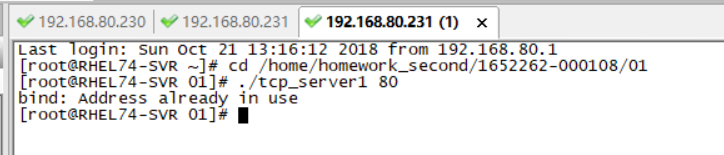 192.168.80.230 192.168.80.231 192.168.80.231 (1) ×
Last login: Sun Oct 21 13:16:12 2018 from 192.168.80.1
[root@RHEL74-SVR ~]# cd /home/homework_second/1652262-000108/01
[root@RHEL74-SVR 01]# ./tcp_server1 80
bind: Address already in use
[root@RHEL74-SVR 01]#